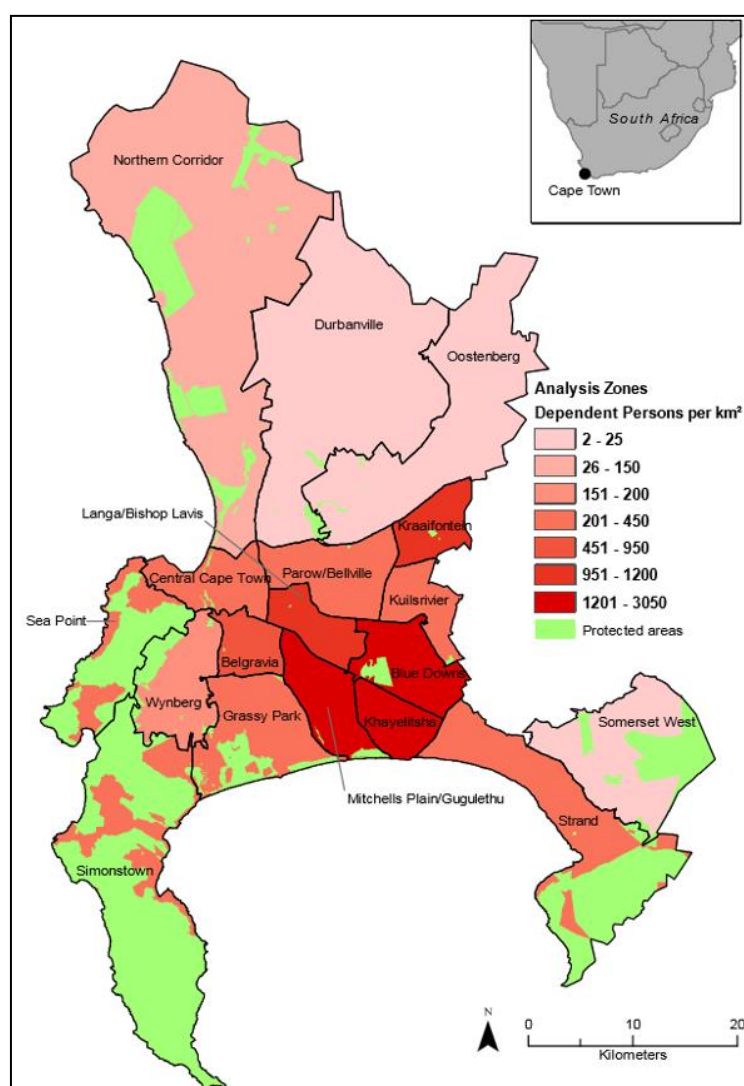 South Africa
Cape Town
Northern Corridor
Durbanville
Oostenberg
Analysis Zones
Dependent Persons per km²
2 - 25
26 - 150
151 - 200
201 - 450
451 - 950
951 - 1200
1201 - 3050
Protected areas
Langa/Bishop Lavis
Kraaifontein
Central Cape Town
Parow/Bellville
Kuilsrivier
Sea Point
Belgravia
Blue Downs
Wynberg
Grassy Park
Khayelitsha
Somerset West
Mitchells Plain/Gugulethu
Strand
Simonstown
N
0 10 20
Kilometers